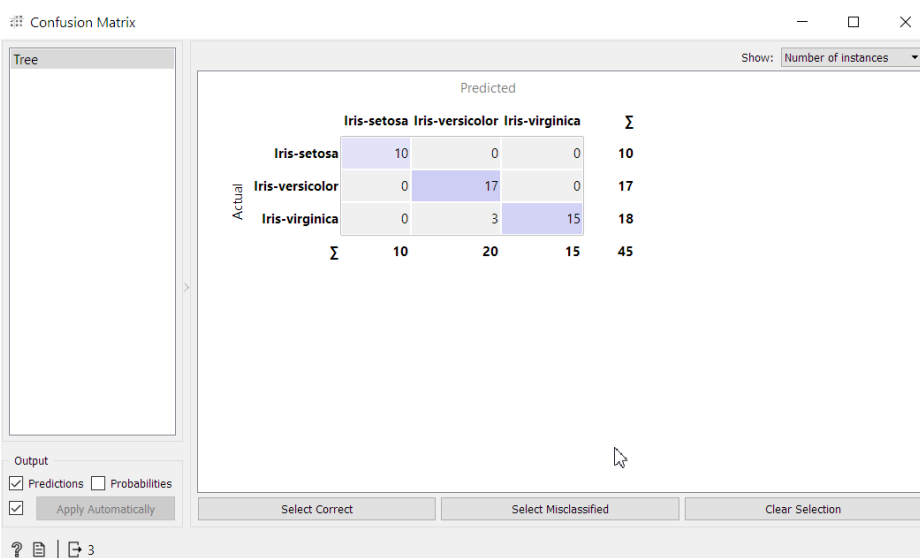 Confusion Matrix
Tree
Show: Number of instances
Predicted
Iris-setosa Iris-versicolor Iris-virginica Σ
Iris-setosa 10 0 0 10
Actual
Iris-versicolor 0 17 0 17
Iris-virginica 0 3 15 18
Σ 10 20 15 45
Output
Predictions Probabilities
Apply Automatically
Select Correct Select Misclassified Clear Selection
? 3